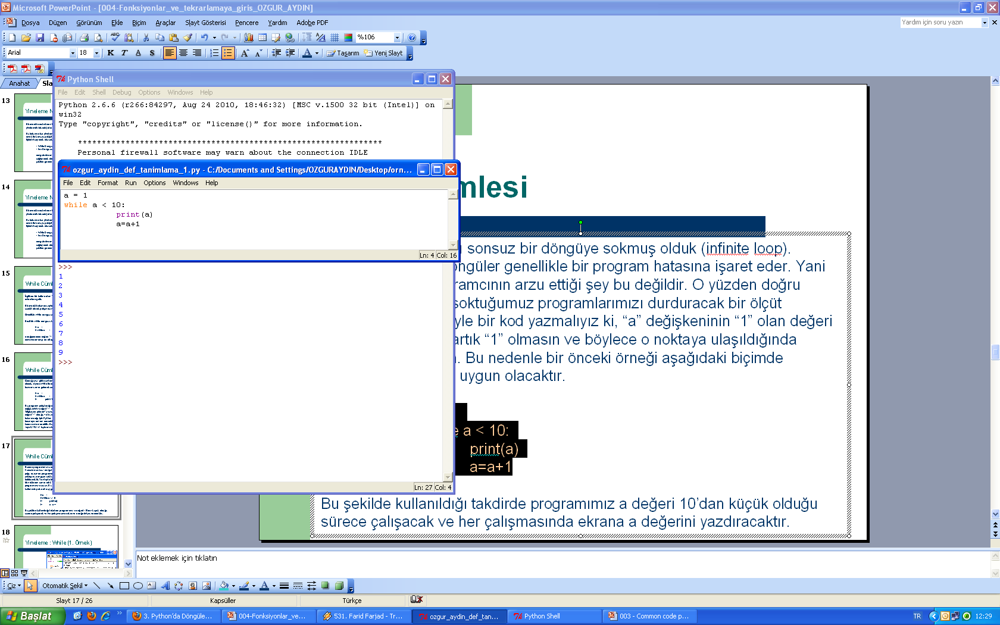 Microsoft PowerPoint - [004-Fonksiyonlar_ve_tekrarlamaya_giris_OZGUR_AYDIN]
Dosya Düzen Görünüm Ekle Biçim Araçlar Slayt Gösterisi Pencere Yardım Adobe PDF
Yardım için soru yazın
%106
Arial 18 K T A S Tasarım Yeni Slayt
Anahat Sla
Python Shell
File Edit Shell Debug Options Windows Help
Python 2.6.6 (r266:84297, Aug 24 2010, 18:46:32) [MSC v.1500 32 bit (Intel)] on
win32
Type "copyright", "credits" or "license()" for more information.
****************************************************************
Personal firewall software may warn about the connection IDLE
ozgur_aydin_def_tanimlama_1.py - C:/Documents and Settings/OZGURAYDIN/Desktop/orn...
File Edit Format Run Options Windows Help
a = 1
while a < 10:
print(a)
a=a+1
Ln: 4 Col: 16
>>>
1
2
3
4
5
6
7
8
9
>>>
Ln: 27 Col: 4
13
Yineleme N
14
Yineleme N
15
While Cüml
16
While Cüml
17
While Cüml
18
Yineleme : While (1. Örnek)
mlesi
sonsuz bir döngüye sokmuş olduk (infinite loop).
öngüler genellikle bir program hatasına işaret eder. Yani
ramcının arzu ettiği şey bu değildir. O yüzden doğru
soktuğumuz programlarımızı durduracak bir ölçüt
yle bir kod yazmalıyız ki, “a” değişkeninin “1” olan değeri
artık “1” olmasın ve böylece o noktaya ulaşıldığında
. Bu nedenle bir önceki örneği aşağıdaki biçimde
uygun olacaktır.
e a < 10:
print(a)
a=a+1
Bu şekilde kullanıldığı takdirde programımız a değeri 10’dan küçük olduğu
sürece çalışacak ve her çalışmasında ekrana a değerini yazdıracaktır.
Not eklemek için tıklatın
Çiz Otomatik Şekil
Slayt 17 / 26 Kapsüller Türkçe
Başlat 3. Python’da Döngüle... 004-Fonksiyonlar_ve... 531. Farid Farjad - Tr... ozgur_aydin_def_tan... Python Shell 003 - Common code p... TR 12:29